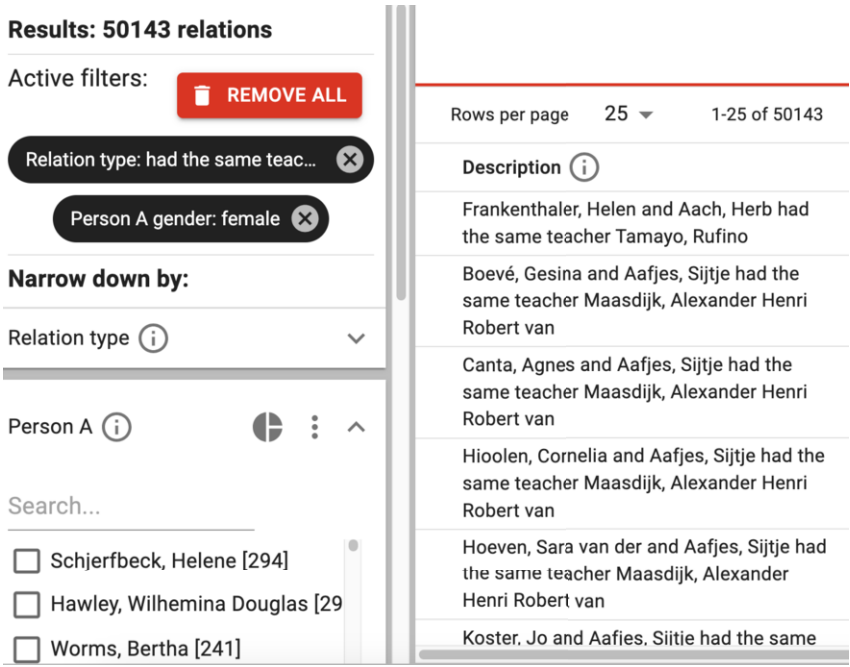 Results: 50143 relations
Active filters:
REMOVE ALL
Relation type: had the same teac...
Person A gender: female
Narrow down by:
Relation type
Person A
Search...
Schjerfbeck, Helene [294]
Hawley, Wilhemina Douglas [29
Worms, Bertha [241]
Rows per page 25 1-25 of 50143
Description
Frankenthaler, Helen and Aach, Herb had
the same teacher Tamayo, Rufino
Boevé, Gesina and Aafjes, Sijtje had the
same teacher Maasdijk, Alexander Henri
Robert van
Canta, Agnes and Aafjes, Sijtje had the
same teacher Maasdijk, Alexander Henri
Robert van
Hioolen, Cornelia and Aafjes, Sijtje had the
same teacher Maasdijk, Alexander Henri
Robert van
Hoeven, Sara van der and Aafjes, Sijtje had
the same teacher Maasdijk, Alexander
Henri Robert van
Koster, Jo and Aafjes, Sijtje had the same